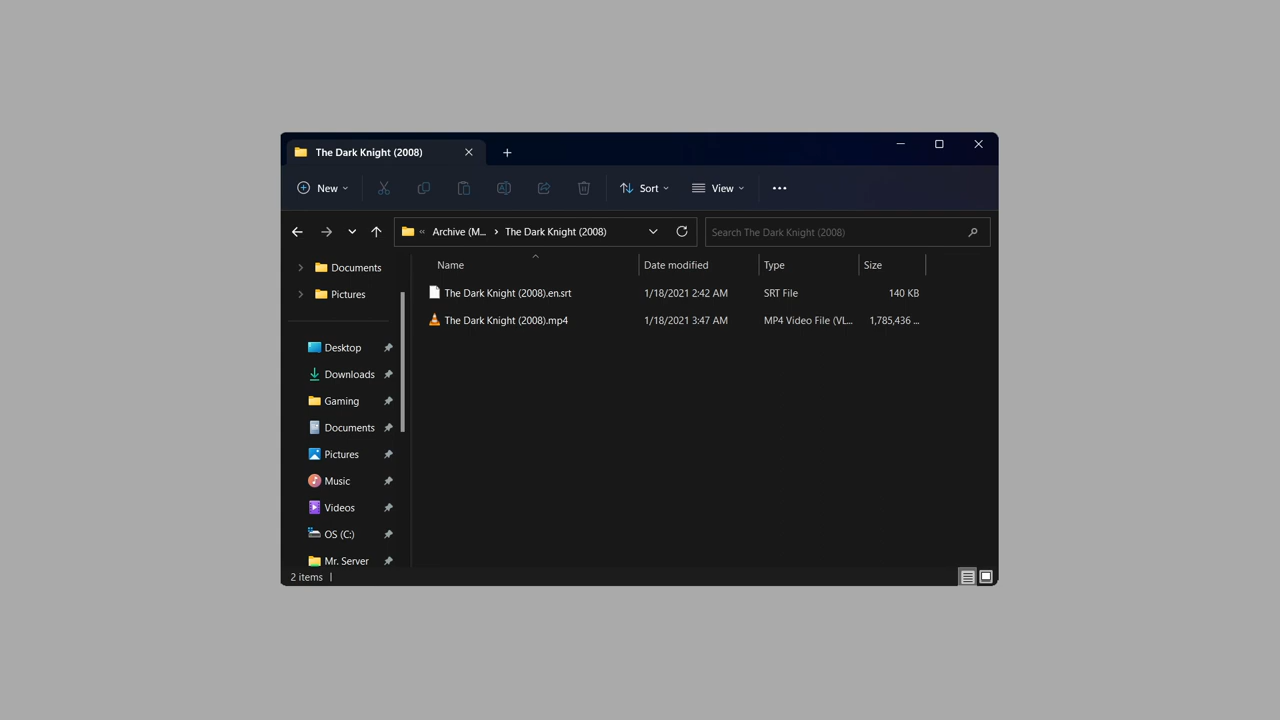 The Dark Knight (2008)
New
Sort
View
Archive (M...
The Dark Knight (2008)
Search The Dark Knight (2008)
Documents
Pictures
Desktop
Downloads
Gaming
Documents
Pictures
Music
Videos
OS (C:)
Mr. Server
Name Date modified Type Size
The Dark Knight (2008).en.srt 1/18/2021 2:42 AM SRT File 140 KB
The Dark Knight (2008).mp4 1/18/2021 3:47 AM MP4 Video File (VL... 1,785,436 ...
2 items